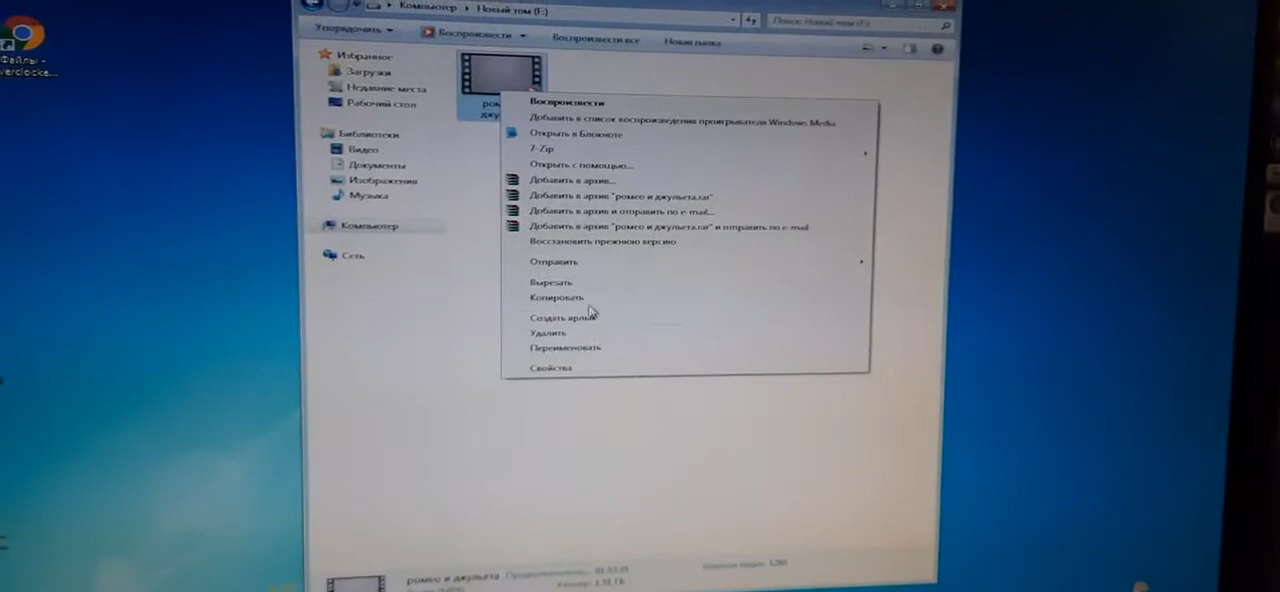 Файлы -
verclocke...
Компьютер ▸ Новый том (F:)
Поиск: Новый том (F:)
Упорядочить
Воспроизвести
Воспроизвести все
Новая папка
Избранное
Загрузки
Недавние места
Рабочий стол
Библиотеки
Видео
Документы
Изображения
Музыка
Компьютер
Сеть
Воспроизвести
Добавить в список воспроизведения проигрывателя Windows Media
Открыть в Блокноте
7-Zip
Открыть с помощью...
Добавить в архив...
Добавить в архив "ромео и джульета.rar"
Добавить в архив и отправить по e-mail...
Добавить в архив "ромео и джульета.rar" и отправить по e-mail
Восстановить прежнюю версию
Отправить
Вырезать
Копировать
Создать ярлык
Удалить
Переименовать
Свойства
ромео и джульета